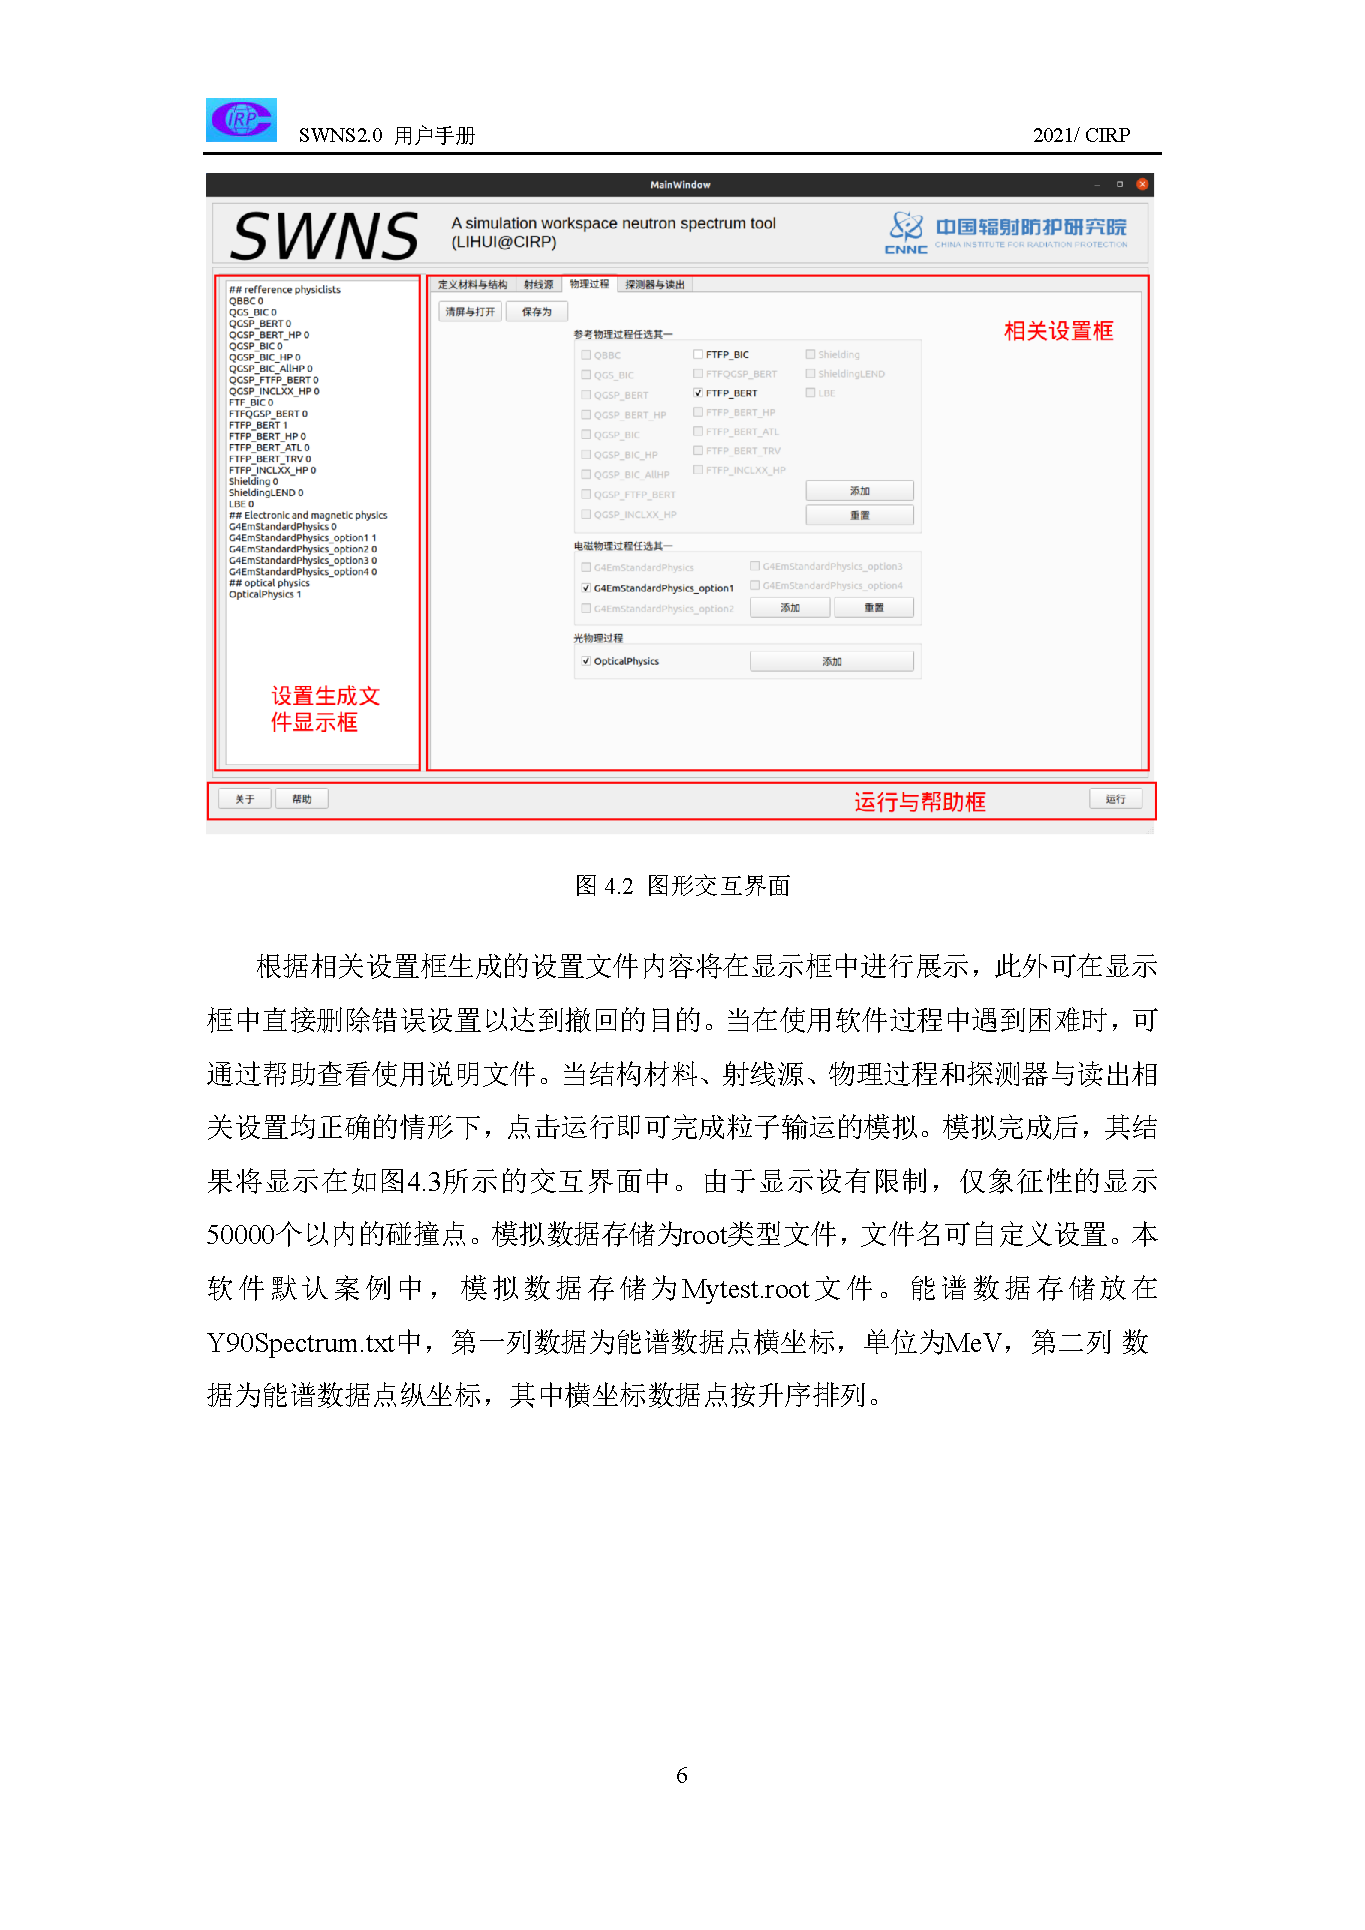 IRP
SWNS2.0 用户手册
2021/ CIRP
MainWindow
SWNS
A simulation workspace neutron spectrum tool
(LIHUI@CIRP)
CNNC
中国辐射防护研究院
CHINA INSTITUTE FOR RADIATION PROTECTION
## refference physiclists
QBBC 0
QGS_BIC 0
QGSP_BERT 0
QGSP_BERT_HP 0
QGSP_BIC 0
QGSP_BIC_HP 0
QGSP_BIC_AllHP 0
QGSP_FTFP_BERT 0
QGSP_INCLXX_HP 0
FTF_BIC 0
FTFQGSP_BERT 0
FTFP_BERT 1
FTFP_BERT_HP 0
FTFP_BERT_ATL 0
FTFP_BERT_TRV 0
FTFP_INCLXX_HP 0
Shielding 0
ShieldingLEND 0
LBE 0
## Electronic and magnetic physics
G4EmStandardPhysics 0
G4EmStandardPhysics_option1 1
G4EmStandardPhysics_option2 0
G4EmStandardPhysics_option3 0
G4EmStandardPhysics_option4 0
## optical physics
OpticalPhysics 1
设置生成文
件显示框
定义材料与结构 射线源 物理过程 探测器与读出
清屏与打开 保存为
相关设置框
参考物理过程任选其一
QBBC FTFP_BIC Shielding
QGS_BIC FTFQGSP_BERT ShieldingLEND
QGSP_BERT FTFP_BERT LBE
QGSP_BERT_HP FTFP_BERT_HP
QGSP_BIC FTFP_BERT_ATL
QGSP_BIC_HP FTFP_BERT_TRV
QGSP_BIC_AllHP FTFP_INCLXX_HP
QGSP_FTFP_BERT 添加
QGSP_INCLXX_HP 重置
电磁物理过程任选其一
G4EmStandardPhysics G4EmStandardPhysics_option3
G4EmStandardPhysics_option1 G4EmStandardPhysics_option4
G4EmStandardPhysics_option2 添加 重置
光物理过程
OpticalPhysics 添加
关于 帮助 运行与帮助框 运行
图 4.2 图形交互界面
根据相关设置框生成的设置文件内容将在显示框中进行展示，此外可在显示
框中直接删除错误设置以达到撤回的目的。当在使用软件过程中遇到困难时，可
通过帮助查看使用说明文件。当结构材料、射线源、物理过程和探测器与读出相
关设置均正确的情形下，点击运行即可完成粒子输运的模拟。模拟完成后，其结
果将显示在如图4.3所示的交互界面中。由于显示设有限制，仅象征性的显示
50000个以内的碰撞点。模拟数据存储为root类型文件，文件名可自定义设置。本
软件默认案例中，模拟数据存储为Mytest.root文件。能谱数据存储放在
Y90Spectrum.txt中，第一列数据为能谱数据点横坐标，单位为MeV，第二列 数
据为能谱数据点纵坐标，其中横坐标数据点按升序排列。
6